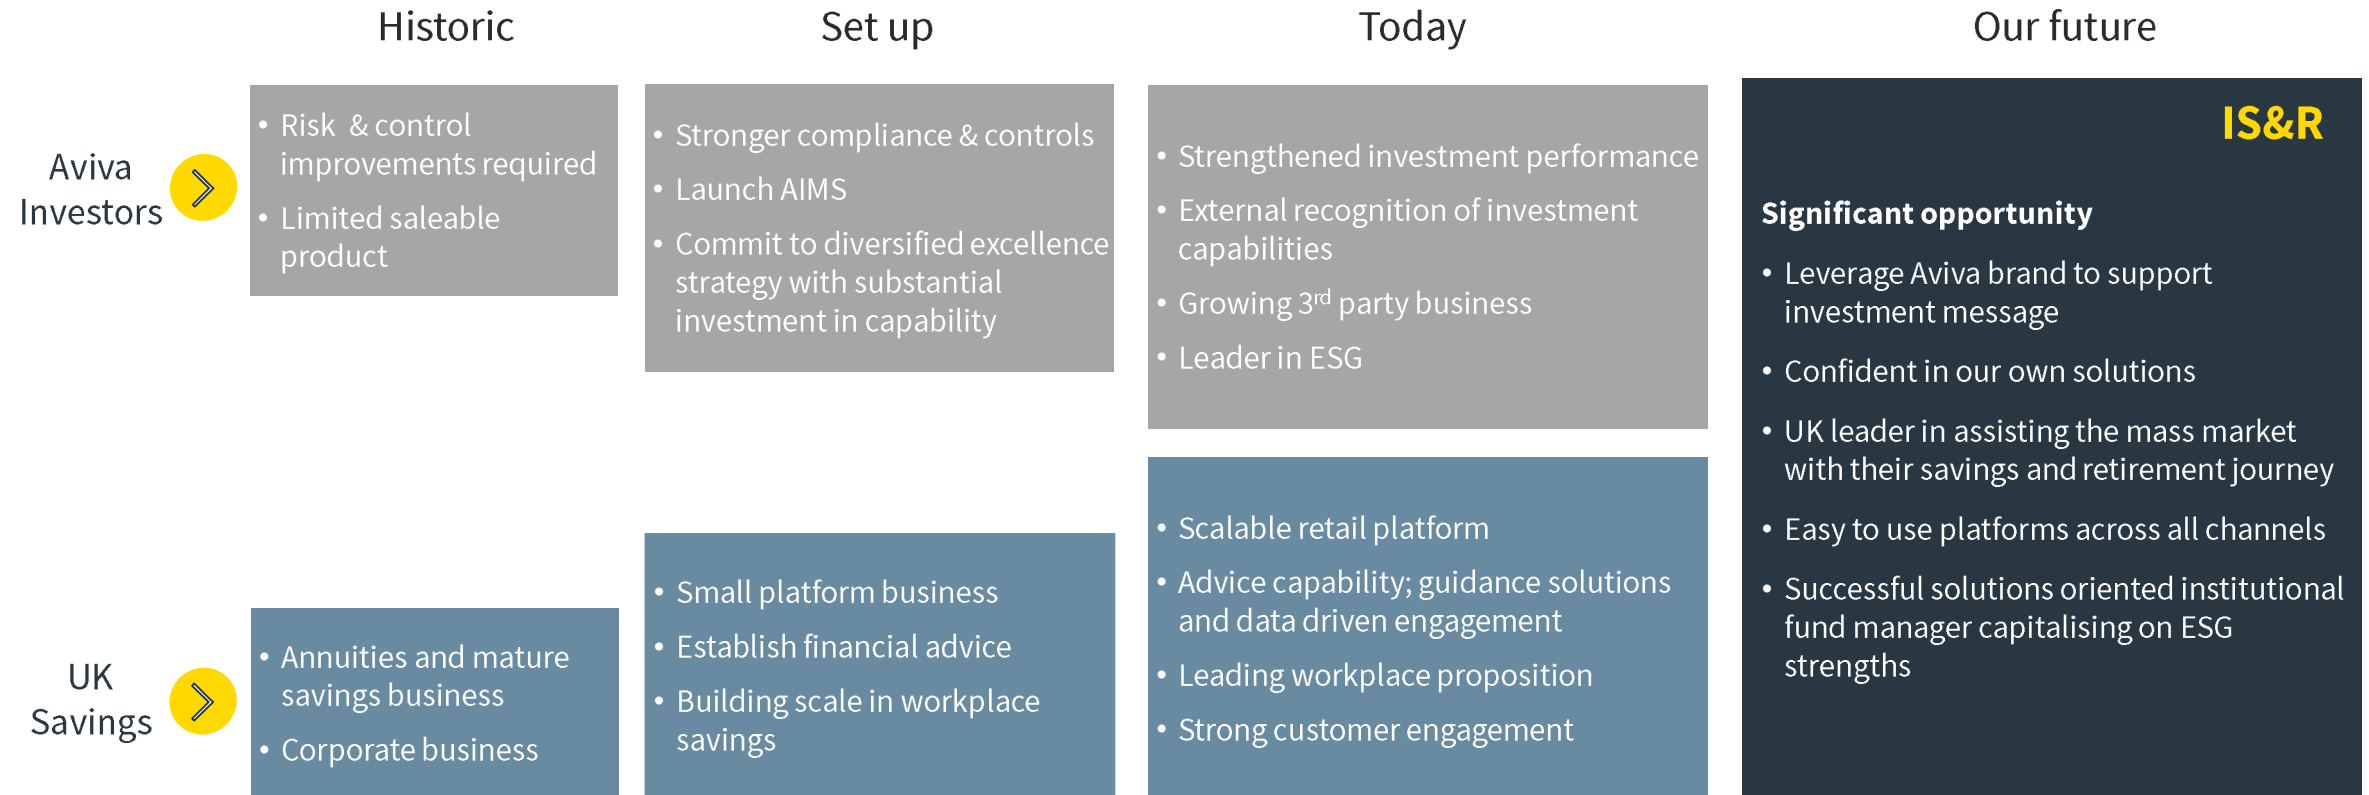 Historic
Set up
Today
Our future
Aviva
Investors
• Risk & control
improvements required
• Limited saleable
product
• Stronger compliance & controls
• Launch AIMS
• Commit to diversified excellence
strategy with substantial
investment in capability
• Strengthened investment performance
• External recognition of investment
capabilities
• Growing 3rd party business
• Leader in ESG
UK
Savings
• Annuities and mature
savings business
• Corporate business
• Small platform business
• Establish financial advice
• Building scale in workplace
savings
• Scalable retail platform
• Advice capability; guidance solutions
and data driven engagement
• Leading workplace proposition
• Strong customer engagement
IS&R
Significant opportunity
• Leverage Aviva brand to support
investment message
• Confident in our own solutions
• UK leader in assisting the mass market
with their savings and retirement journey
• Easy to use platforms across all channels
• Successful solutions oriented institutional
fund manager capitalising on ESG
strengths